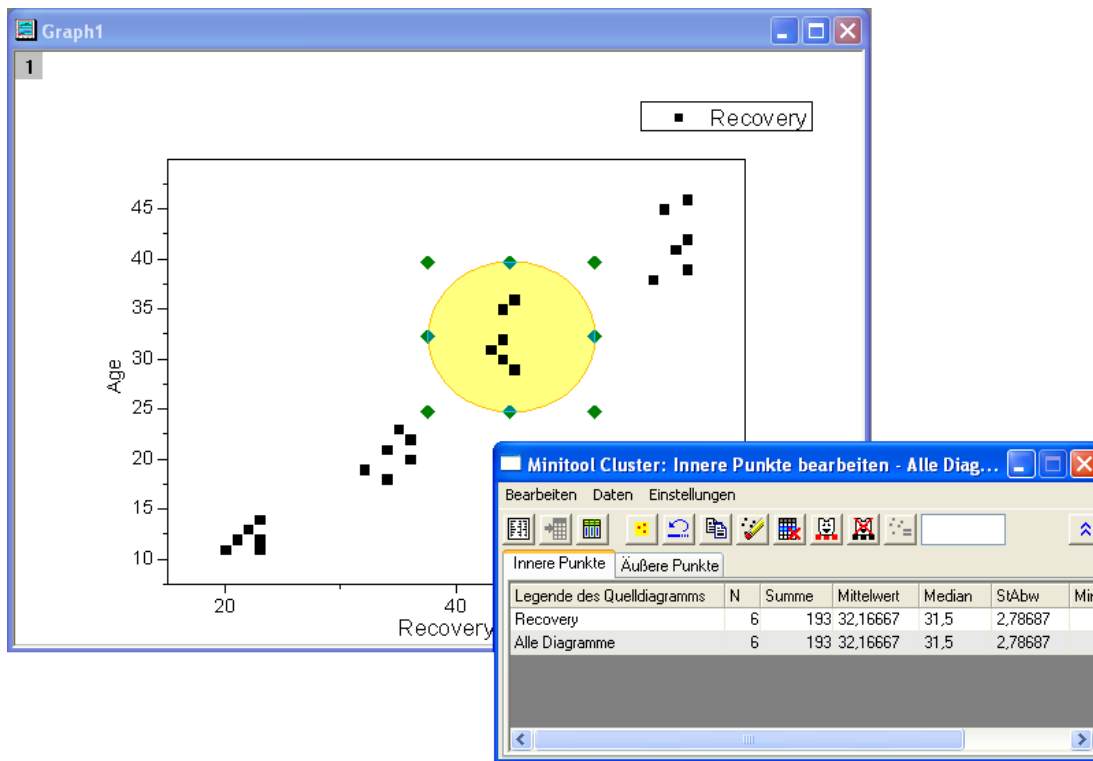 Graph1
1
Recovery
45
40
35
30
25
20
15
10
Age
20
40
Recovery
Minitool Cluster: Innere Punkte bearbeiten - Alle Diag...
Bearbeiten Daten Einstellungen
Innere Punkte Äußere Punkte
Legende des Quelldiagramms N Summe Mittelwert Median StAbw Min
Recovery 6 193 32,16667 31,5 2,78687
Alle Diagramme 6 193 32,16667 31,5 2,78687